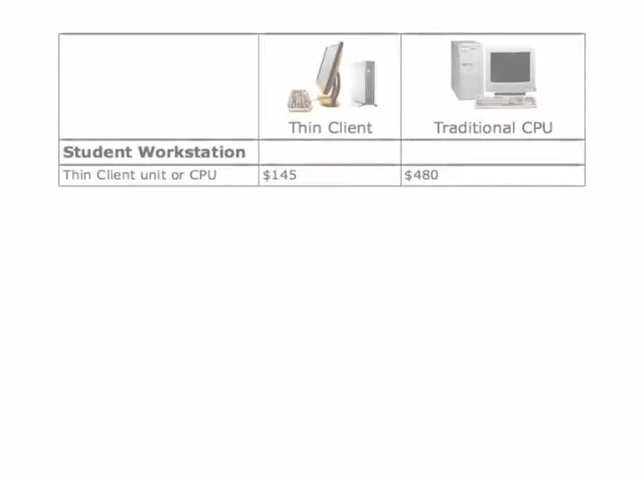 Thin Client Traditional CPU
Student Workstation
Thin Client unit or CPU $145 $480